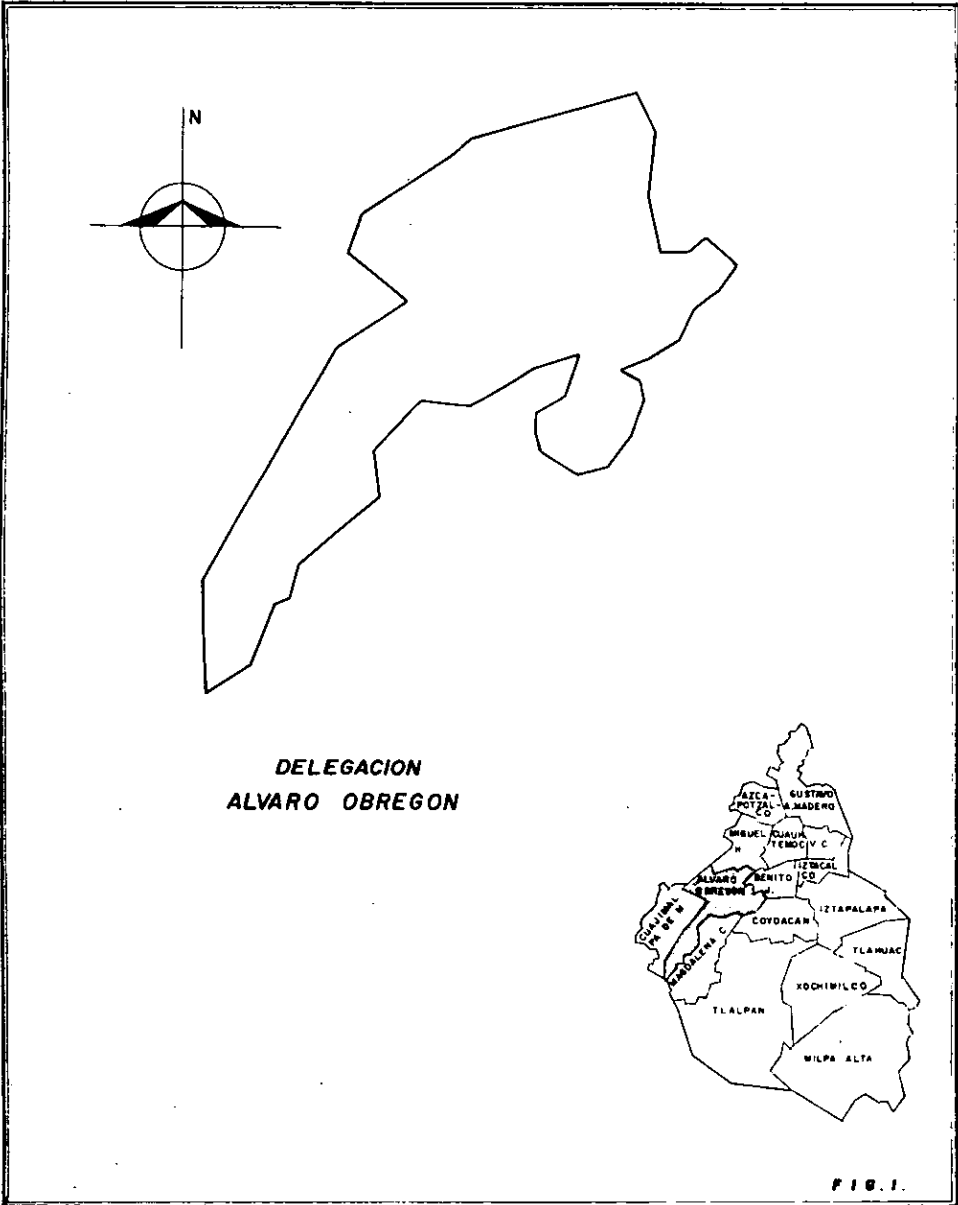 N
DELEGACION
ALVARO OBREGON
AZCA-
POTZAL-
CO
GUSTAVO
A. MADERO
MIGUEL
H
CUAUH
TEMOC
V C
IZTACAL
CO
ALVARO
OBREGON
BENITO
J.
CUAJIMAL
PA DE M
MAGDALENA C
COYOACAN
IZTAPALAPA
TLAHUAC
XOCHIMILCO
TLALPAN
MILPA ALTA
FIG. 1.